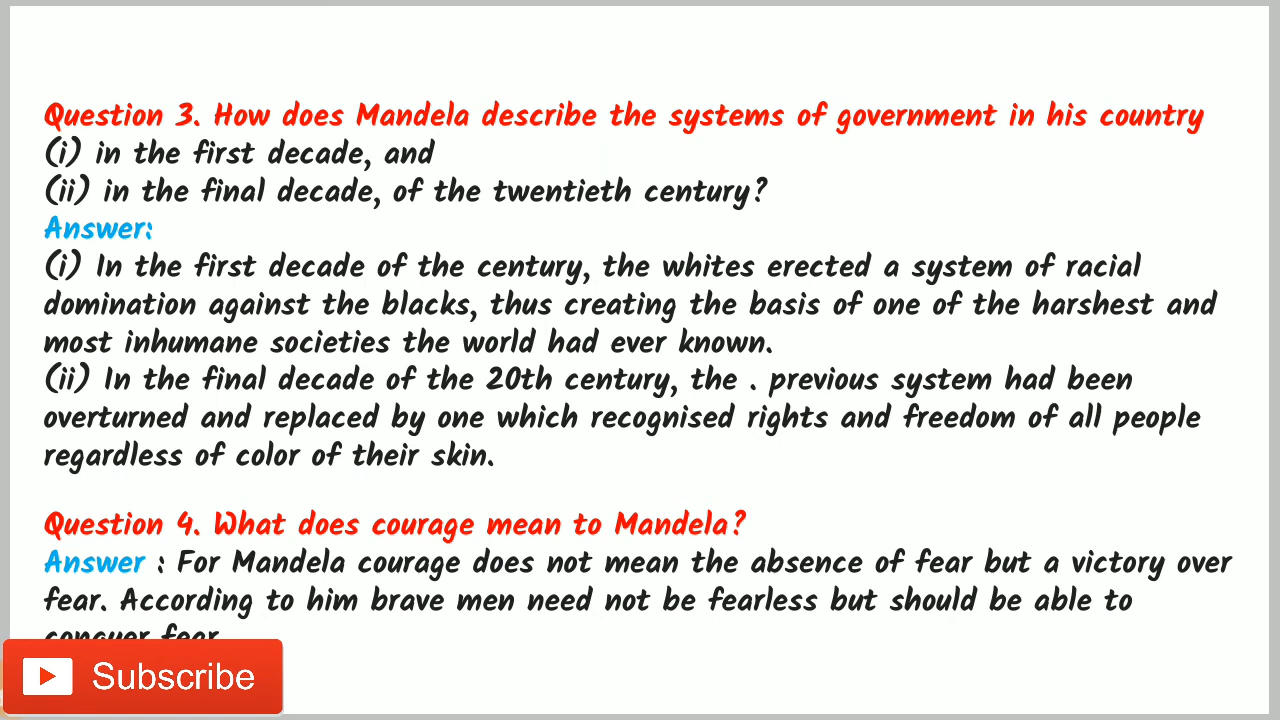 Question 3. How does Mandela describe the systems of government in his country
(i) in the first decade, and
(ii) in the final decade, of the twentieth century?
Answer:
(i) In the first decade of the century, the whites erected a system of racial
domination against the blacks, thus creating the basis of one of the harshest and
most inhumane societies the world had ever known.
(ii) In the final decade of the 20th century, the . previous system had been
overturned and replaced by one which recognised rights and freedom of all people
regardless of color of their skin.
Question 4. What does courage mean to Mandela?
Answer : For Mandela courage does not mean the absence of fear but a victory over
fear. According to him brave men need not be fearless but should be able to
conquer fear
Subscribe